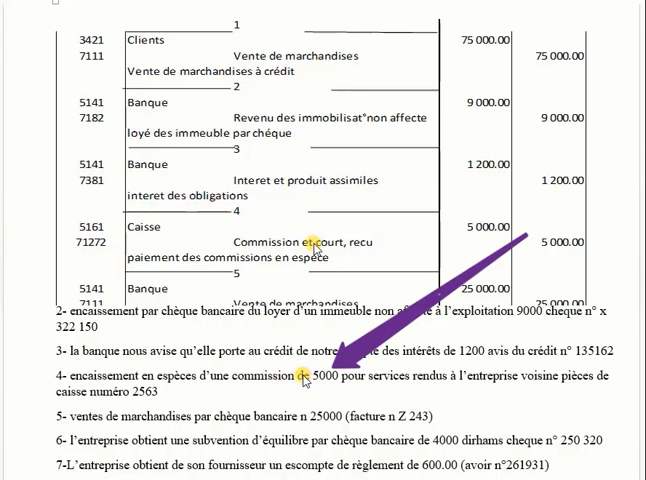 1
3421 Clients 75 000.00
7111 Vente de marchandises 75 000.00
Vente de marchandises à crédit
2
5141 Banque 9 000.00
7182 Revenu des immobilisat°non affecte 9 000.00
loyé des immeuble par chéque
3
5141 Banque 1 200.00
7381 Interet et produit assimiles 1 200.00
interet des obligations
4
5161 Caisse 5 000.00
71272 Commission et court, recu 5 000.00
paiement des commissions en espèce
5
5141 Banque 25 000.00
7111 Vente de marchandises 25 000.00
2- encaissement par chèque bancaire du loyer d’un immeuble non à l’exploitation 9000 cheque n° x
322 150
3- la banque nous avise qu’elle porte au crédit de notre des intérêts de 1200 avis du crédit n° 135162
4- encaissement en espèces d’une commission de 5000 pour services rendus à l’entreprise voisine pièces de
caisse numéro 2563
5- ventes de marchandises par chèque bancaire n 25000 (facture n Z 243)
6- l’entreprise obtient une subvention d’équilibre par chèque bancaire de 4000 dirhams cheque n° 250 320
7-L’entreprise obtient de son fournisseur un escompte de règlement de 600.00 (avoir n°261931)